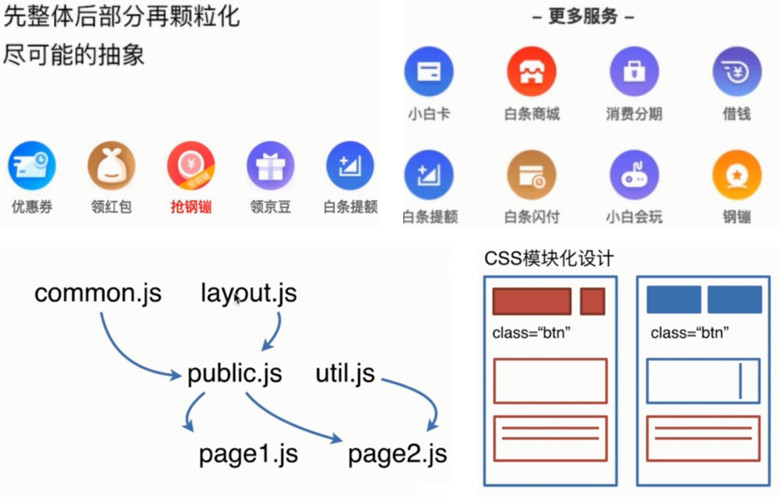 先整体后部分再颗粒化
尽可能的抽象
优惠券 领红包 抢钢镚 领京豆 白条提额
– 更多服务 –
小白卡 白条商城 消费分期 借钱
白条提额 白条闪付 小白会玩 钢镚
common.js layout.js
public.js util.js
page1.js page2.js
CSS模块化设计
class=“btn” class=“btn”